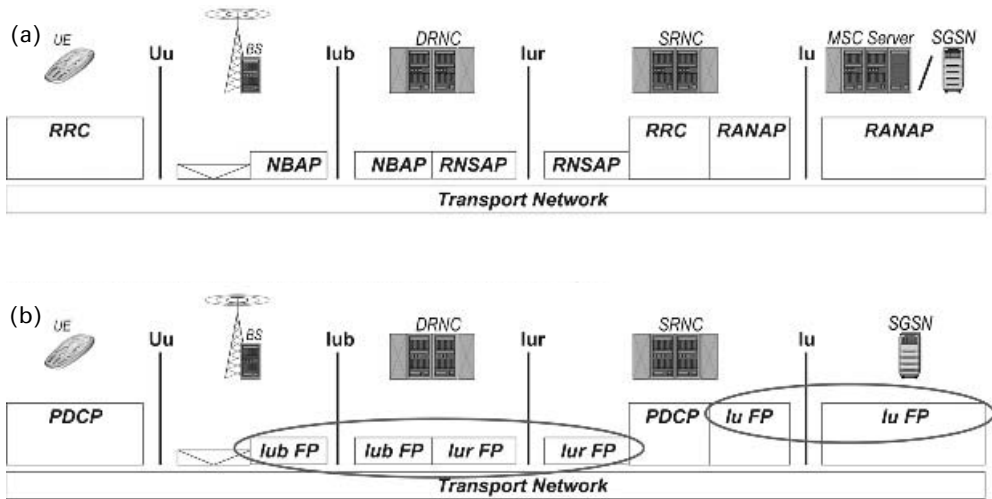 (a)
UE Uu BS Iub DRNC Iur SRNC Iu MSC Server SGSN
RRC NBAP NBAP RNSAP RNSAP RRC RANAP RANAP
Transport Network
(b)
UE Uu BS Iub DRNC Iur SRNC Iu SGSN
PDCP Iub FP Iub FP Iur FP Iur FP PDCP Iu FP Iu FP
Transport Network